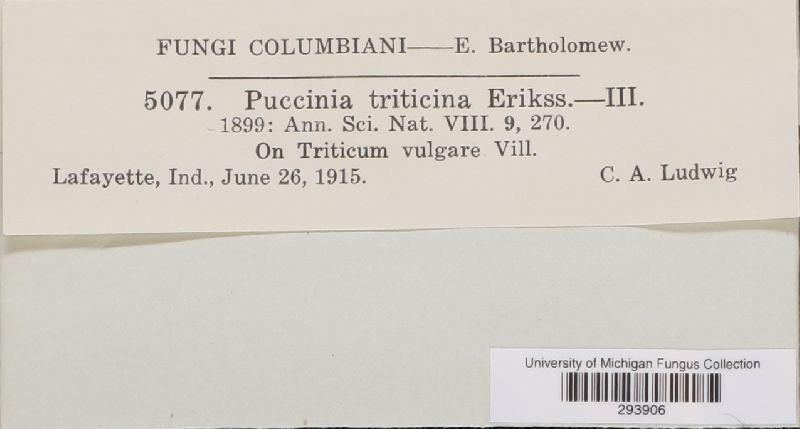 FUNGI COLUMBIANI——E. Bartholomew.
5077. Puccinia triticina Erikss.—III.
1899: Ann. Sci. Nat. VIII. 9, 270.
On Triticum vulgare Vill.
Lafayette, Ind., June 26, 1915. C. A. Ludwig
University of Michigan Fungus Collection
293906